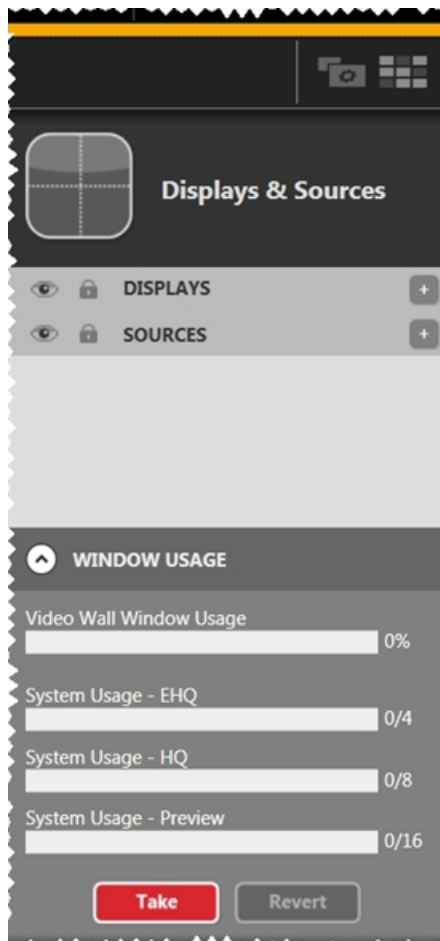 Displays & Sources
DISPLAYS +
SOURCES +
WINDOW USAGE
Video Wall Window Usage
0%
System Usage - EHQ
0/4
System Usage - HQ
0/8
System Usage - Preview
0/16
Take Revert